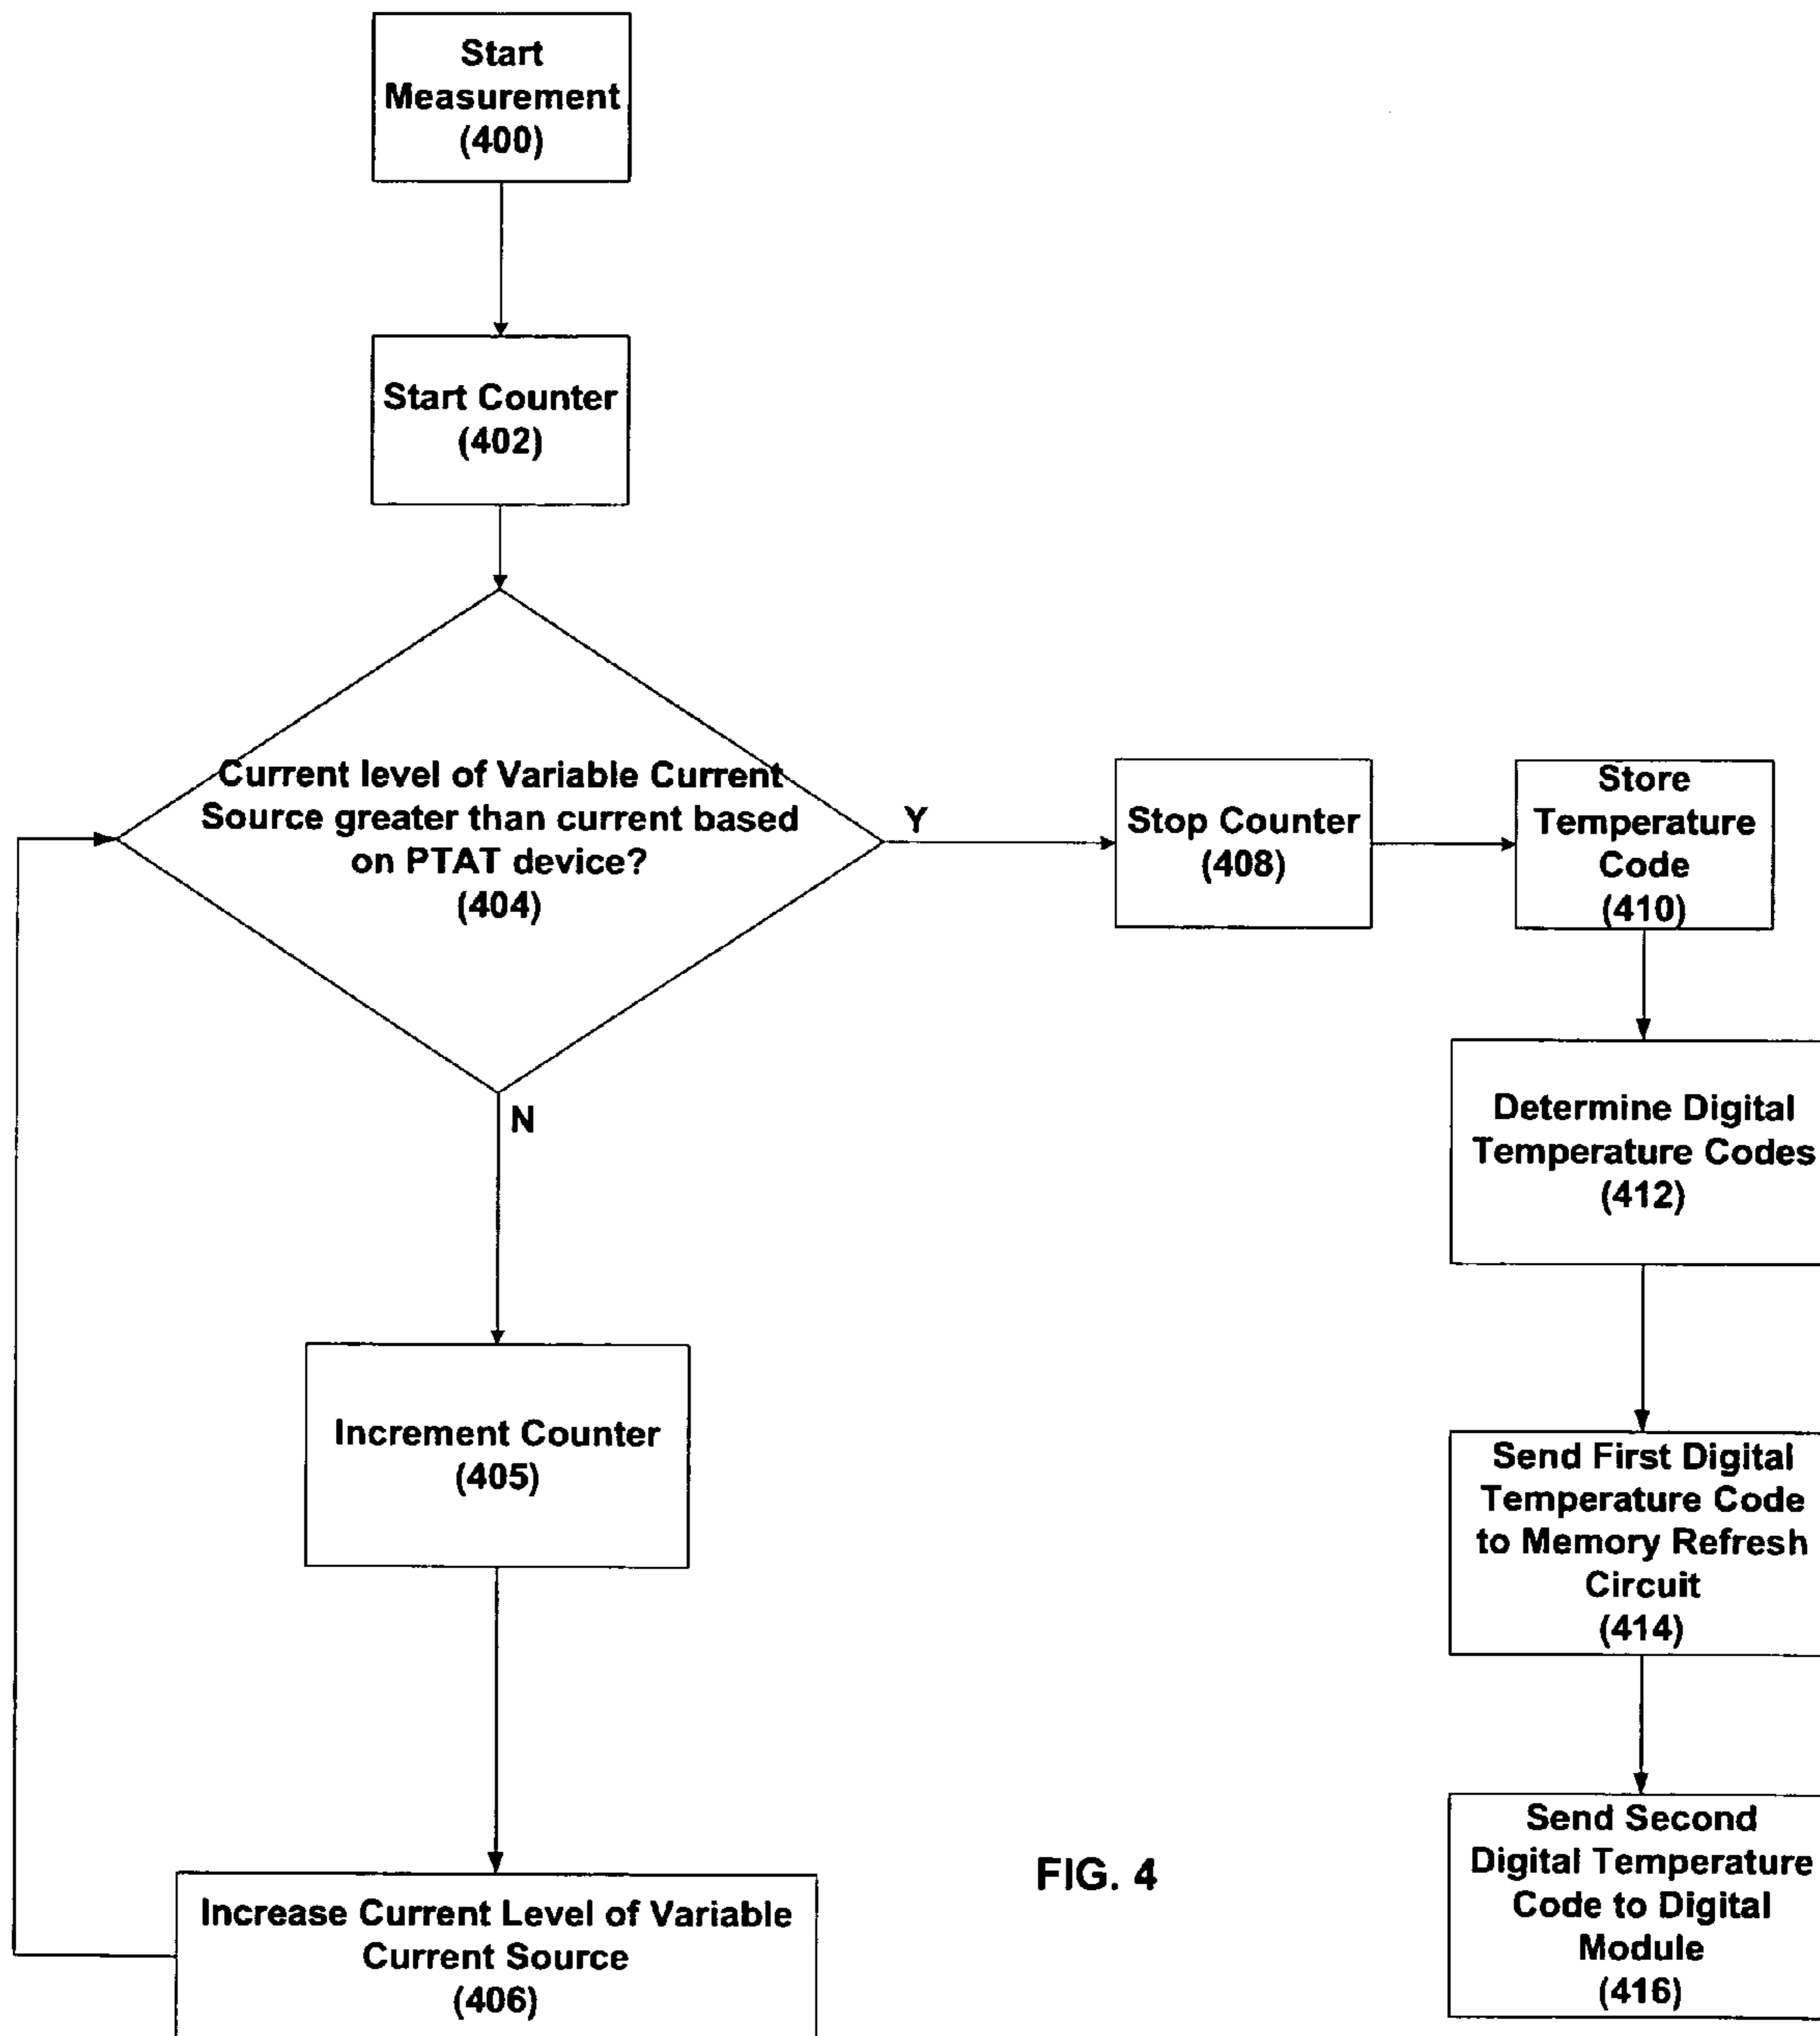 Start
Measurement
(400)
Start Counter
(402)
Current level of Variable Current
Source greater than current based
on PTAT device?
(404)
Y
N
Increment Counter
(405)
Increase Current Level of Variable
Current Source
(406)
Stop Counter
(408)
Store
Temperature
Code
(410)
Determine Digital
Temperature Codes
(412)
Send First Digital
Temperature Code
to Memory Refresh
Circuit
(414)
Send Second
Digital Temperature
Code to Digital
Module
(416)
FIG. 4